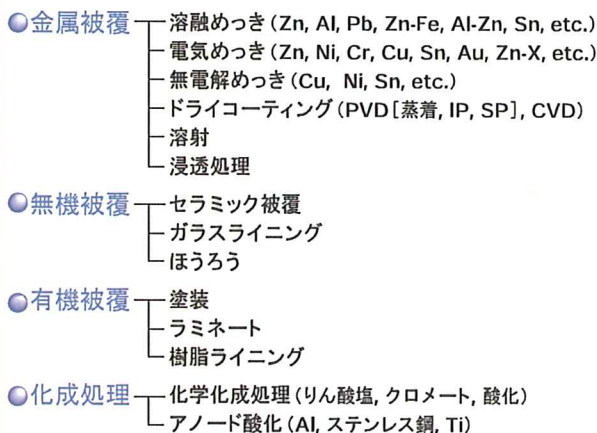 金属被覆 溶融めっき(Zn, Al, Pb, Zn-Fe, Al-Zn, Sn, etc.)
電気めっき(Zn, Ni, Cr, Cu, Sn, Au, Zn-X, etc.)
無電解めっき(Cu, Ni, Sn, etc.)
ドライコーティング(PVD[蒸着, IP, SP], CVD)
溶射
浸透処理
無機被覆 セラミック被覆
ガラスライニング
ほうろう
有機被覆 塗装
ラミネート
樹脂ライニング
化成処理 化学化成処理(りん酸塩, クロメート, 酸化)
アノード酸化(Al, ステンレス鋼, Ti)